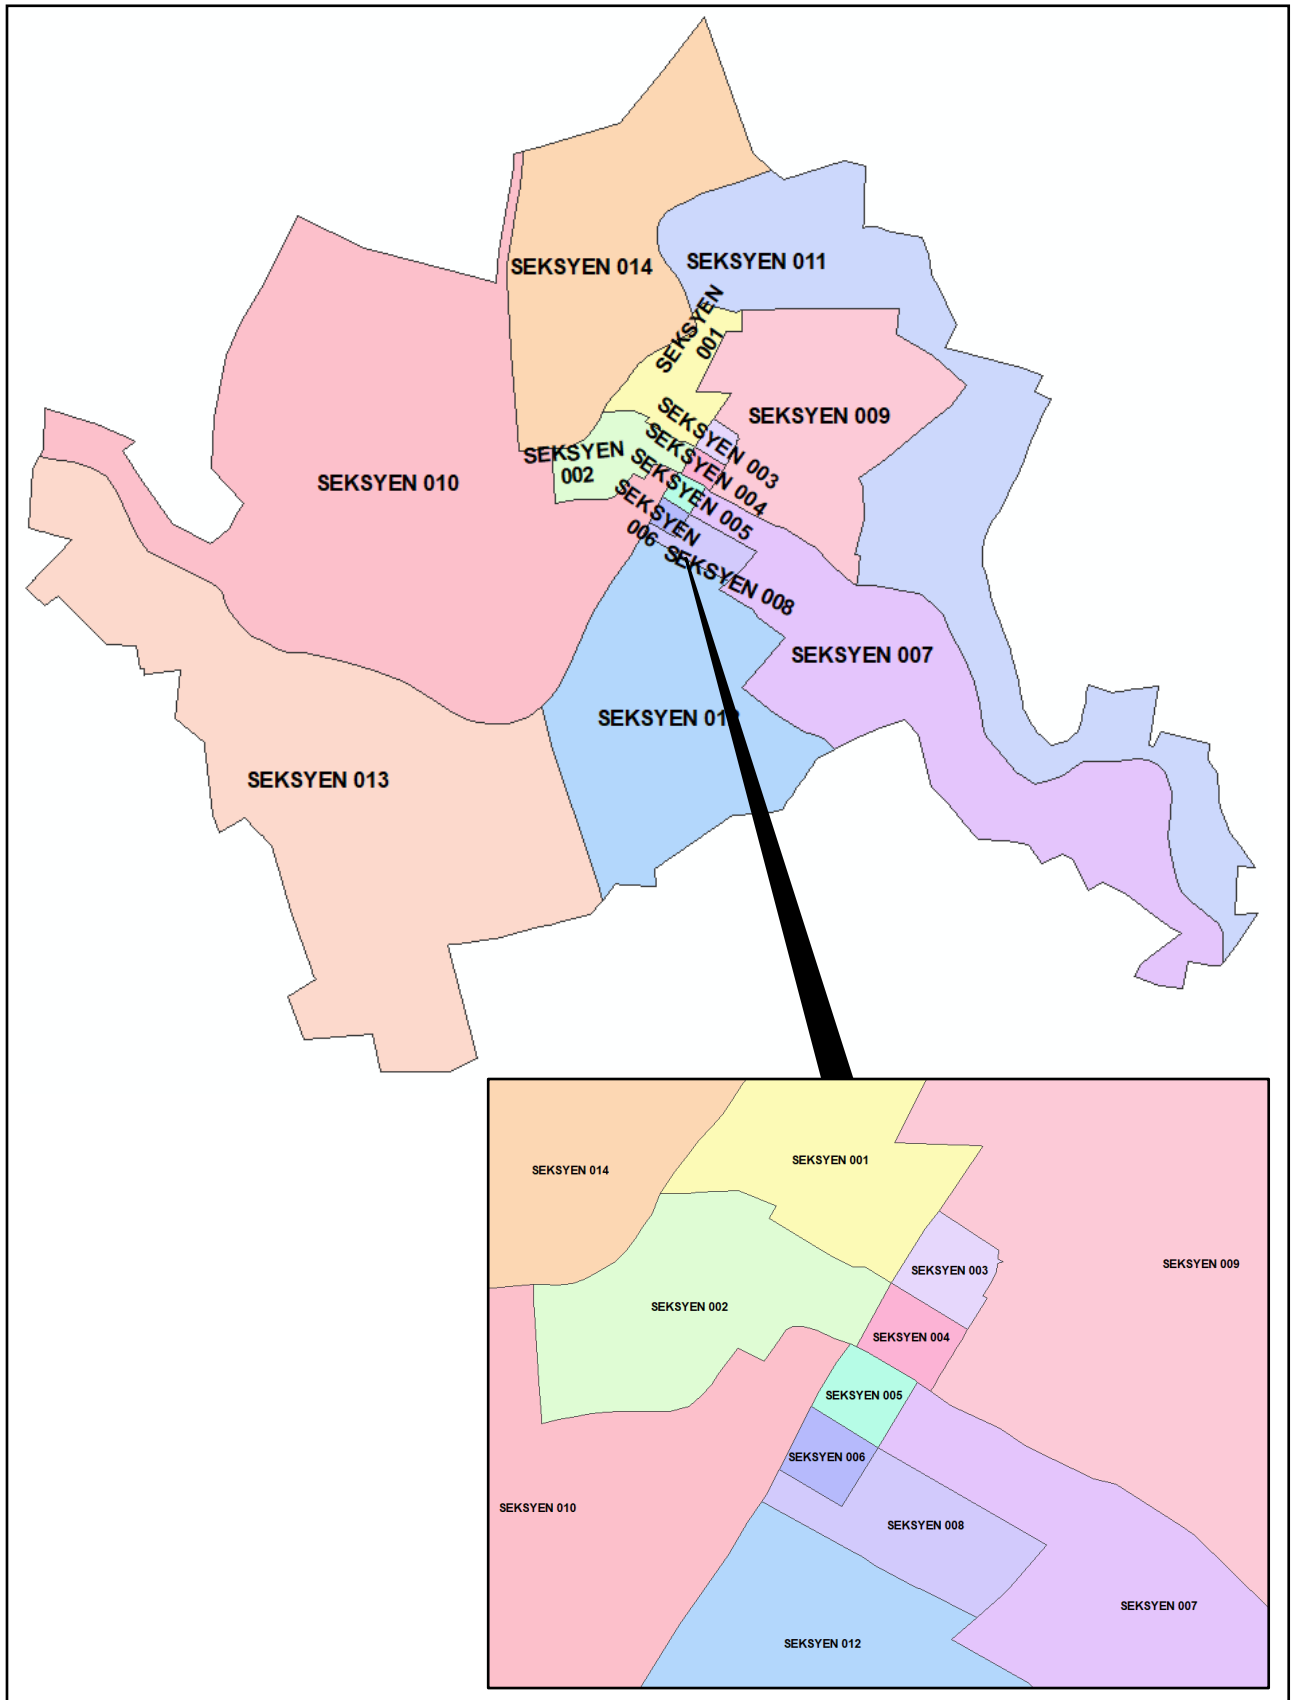 SEKSYEN 014
SEKSYEN 011
SEKSYEN
001
SEKSYEN 009
SEKSYEN 003
SEKSYEN 004
SEKSYEN
002
SEKSYEN 005
SEKSYEN 010
SEKSYEN
006
SEKSYEN 008
SEKSYEN 007
SEKSYEN 012
SEKSYEN 013
SEKSYEN 014
SEKSYEN 001
SEKSYEN 009
SEKSYEN 003
SEKSYEN 002
SEKSYEN 004
SEKSYEN 005
SEKSYEN 006
SEKSYEN 010
SEKSYEN 008
SEKSYEN 007
SEKSYEN 012